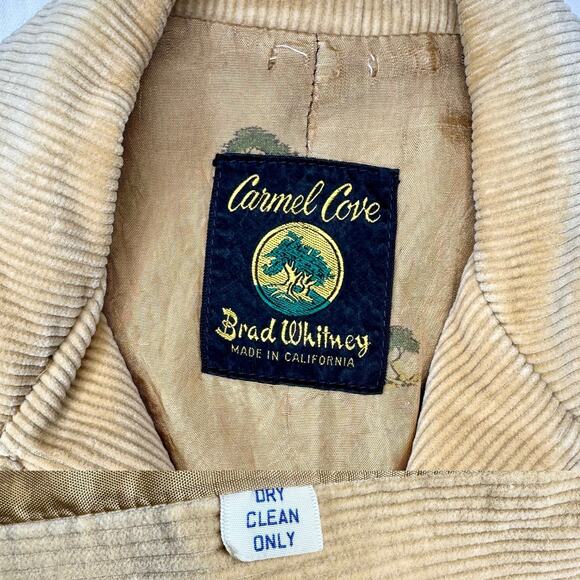 Carmel Cove
Brad Whitney
MADE IN CALIFORNIA
DRY
CLEAN
ONLY